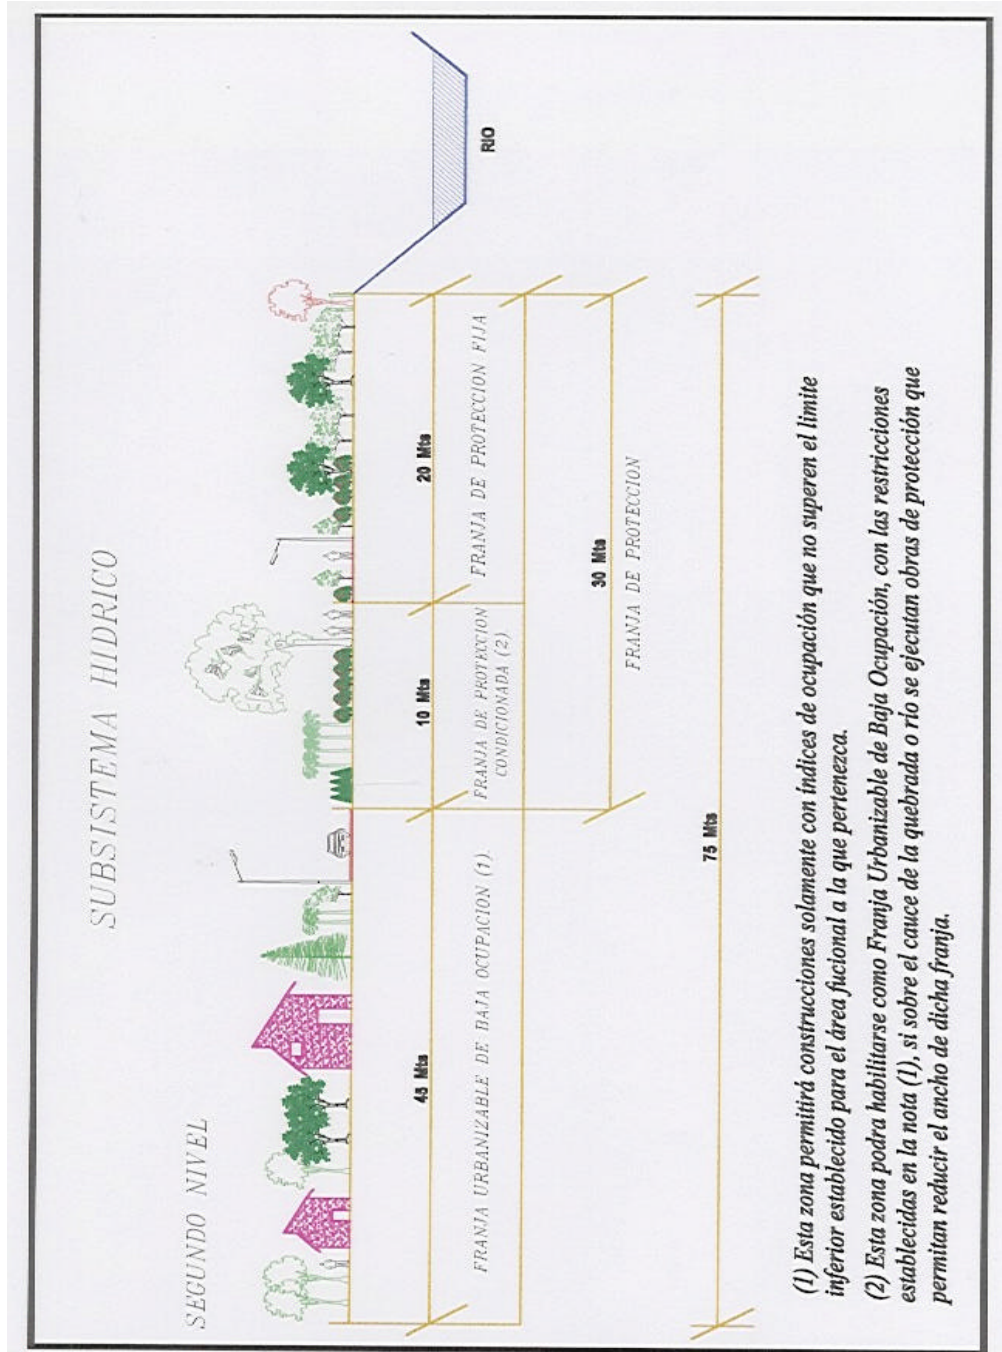 SUBSISTEMA HIDRICO
SEGUNDO NIVEL
RIO
45 Mts
10 Mts
20 Mts
FRANJA URBANIZABLE DE BAJA OCUPACION (1).
FRANJA DE PROTECCION
CONDICIONADA (2)
FRANJA DE PROTECCION FIJA
30 Mts
FRANJA DE PROTECCION
75 Mts
(1) Esta zona permitirá construcciones solamente con índices de ocupación que no superen el limite
inferior establecido para el área fucional a la que pertenezca.
(2) Esta zona podra habilitarse como Franja Urbanizable de Baja Ocupación, con las restricciones
establecidas en la nota (1), si sobre el cauce de la quebrada o río se ejecutan obras de protección que
permitan reducir el ancho de dicha franja.